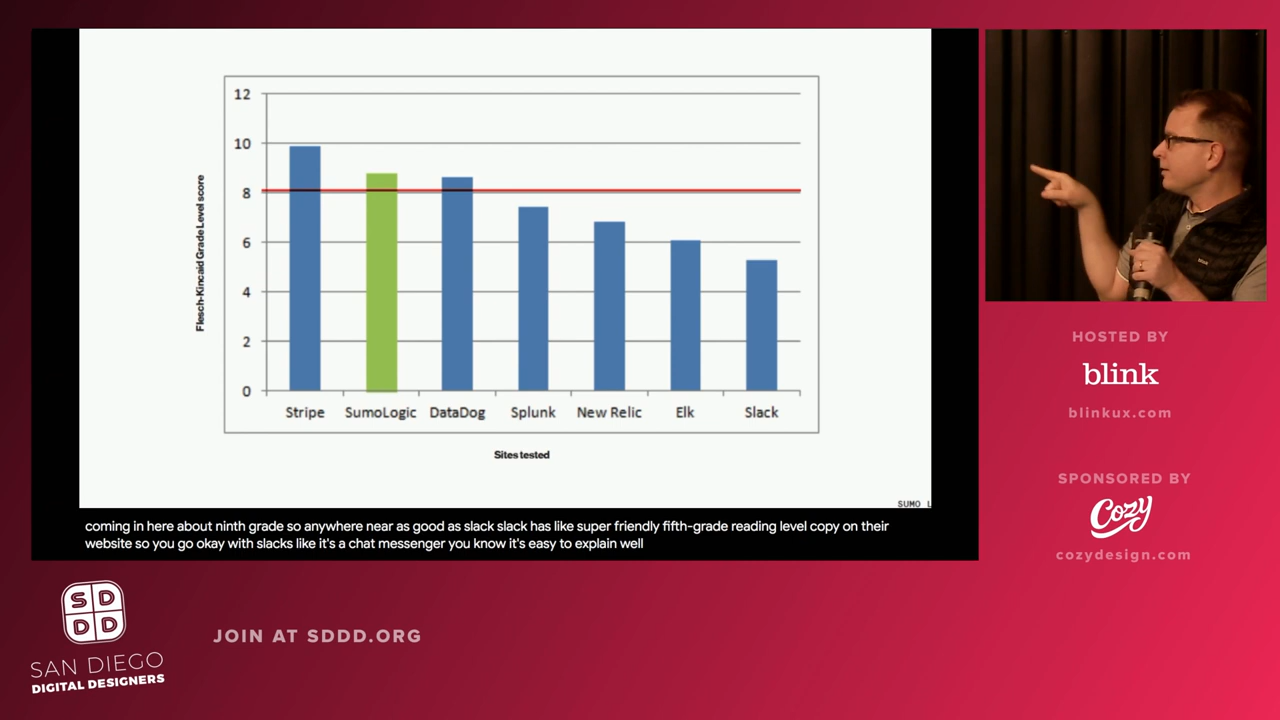 12
10
8
6
4
2
0
Flesch-Kincaid Grade Level score
Stripe SumoLogic DataDog Splunk New Relic Elk Slack
Sites tested
SUMO L
coming in here about ninth grade so anywhere near as good as slack slack has like super friendly fifth-grade reading level copy on their
website so you go okay with slacks like it's a chat messenger you know it's easy to explain well
HOSTED BY
blink
blinkux.com
SPONSORED BY
Cozy
cozydesign.com
SD
DD
SAN DIEGO
DIGITAL DESIGNERS
JOIN AT SDDD.ORG